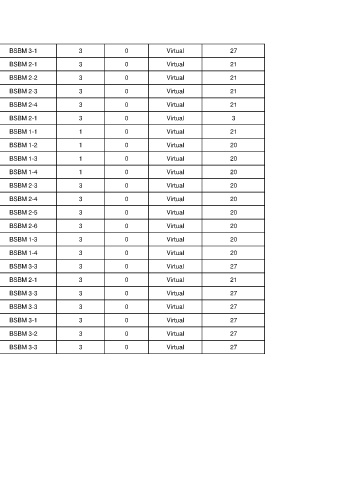 BSBM 3-1 3 0 Virtual 27
BSBM 2-1 3 0 Virtual 21
BSBM 2-2 3 0 Virtual 21
BSBM 2-3 3 0 Virtual 21
BSBM 2-4 3 0 Virtual 21
BSBM 2-1 3 0 Virtual 3
BSBM 1-1 1 0 Virtual 21
BSBM 1-2 1 0 Virtual 20
BSBM 1-3 1 0 Virtual 20
BSBM 1-4 1 0 Virtual 20
BSBM 2-3 3 0 Virtual 20
BSBM 2-4 3 0 Virtual 20
BSBM 2-5 3 0 Virtual 20
BSBM 2-6 3 0 Virtual 20
BSBM 1-3 3 0 Virtual 20
BSBM 1-4 3 0 Virtual 20
BSBM 3-3 3 0 Virtual 27
BSBM 2-1 3 0 Virtual 21
BSBM 3-3 3 0 Virtual 27
BSBM 3-3 3 0 Virtual 27
BSBM 3-1 3 0 Virtual 27
BSBM 3-2 3 0 Virtual 27
BSBM 3-3 3 0 Virtual 27